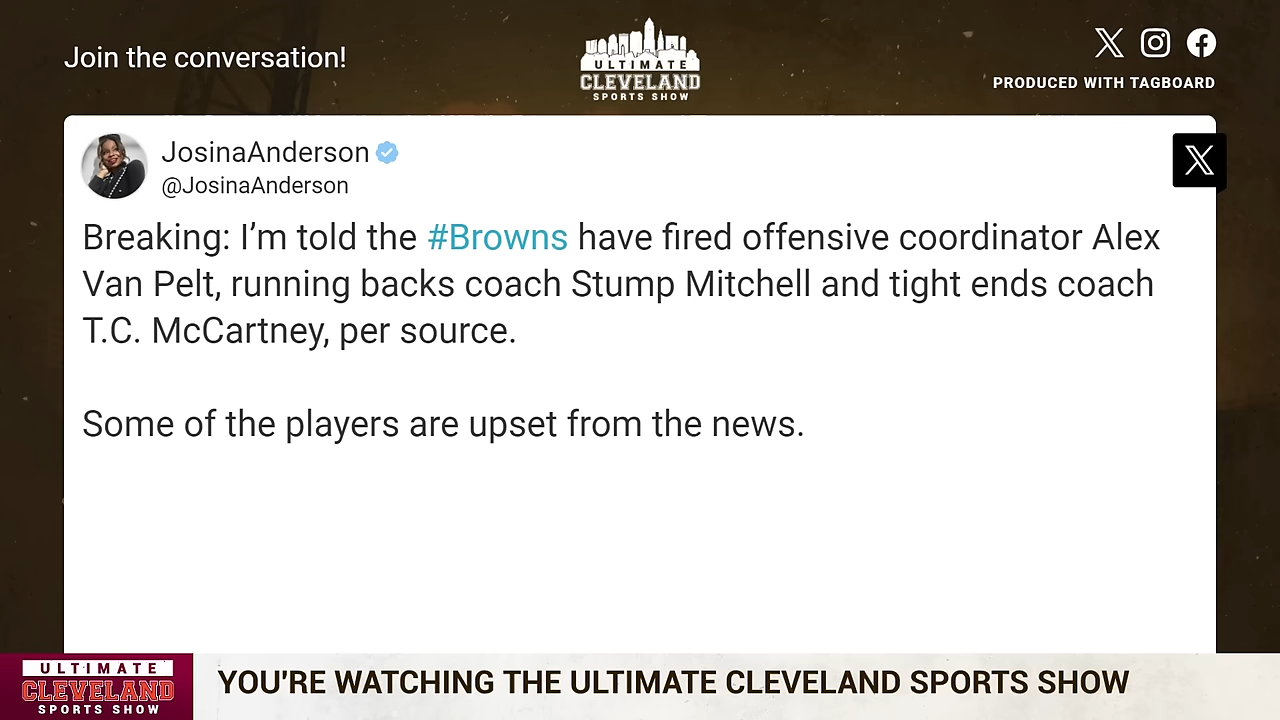 Join the conversation!
ULTIMATE
CLEVELAND
SPORTS SHOW
PRODUCED WITH TAGBOARD
JosinaAnderson
@JosinaAnderson
Breaking: I’m told the #Browns have fired offensive coordinator Alex
Van Pelt, running backs coach Stump Mitchell and tight ends coach
T.C. McCartney, per source.
Some of the players are upset from the news.
ULTIMATE
CLEVELAND
SPORTS SHOW
YOU'RE WATCHING THE ULTIMATE CLEVELAND SPORTS SHOW